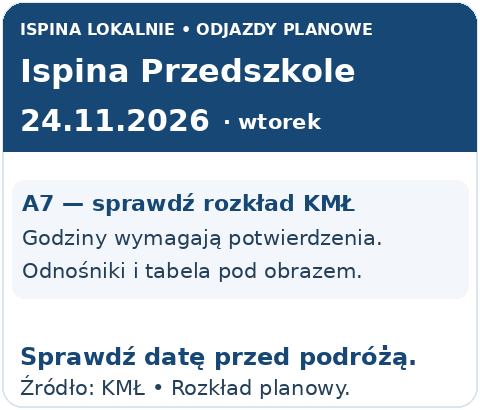 ISPINA LOKALNIE • ODJAZDY PLANOWE
Ispina Przedszkole
24.11.2026 · wtorek
A7 — sprawdź rozkład KMŁ
Godziny wymagają potwierdzenia.
Odnośniki i tabela pod obrazem.
Sprawdź datę przed podróżą.
Źródło: KMŁ • Rozkład planowy.